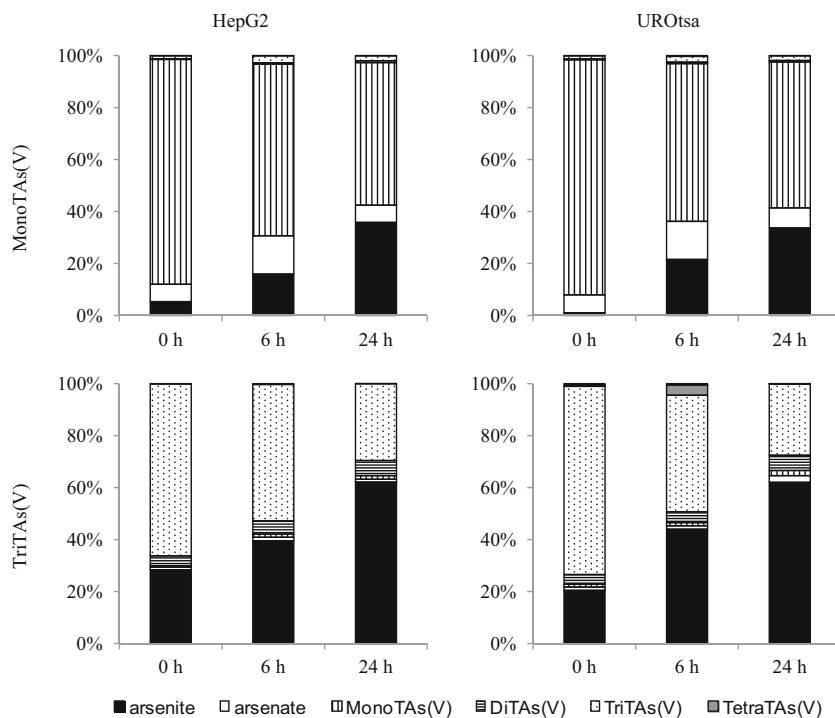 HepG2 UROtsa
MonoTAs(V)
100% 100%
80% 80%
60% 60%
40% 40%
20% 20%
0% 0%
0 h 6 h 24 h 0 h 6 h 24 h
TriTAs(V)
100% 100%
80% 80%
60% 60%
40% 40%
20% 20%
0% 0%
0 h 6 h 24 h 0 h 6 h 24 h
arsenite arsenate MonoTAs(V) DiTAs(V) TriTAs(V) TetraTAs(V)